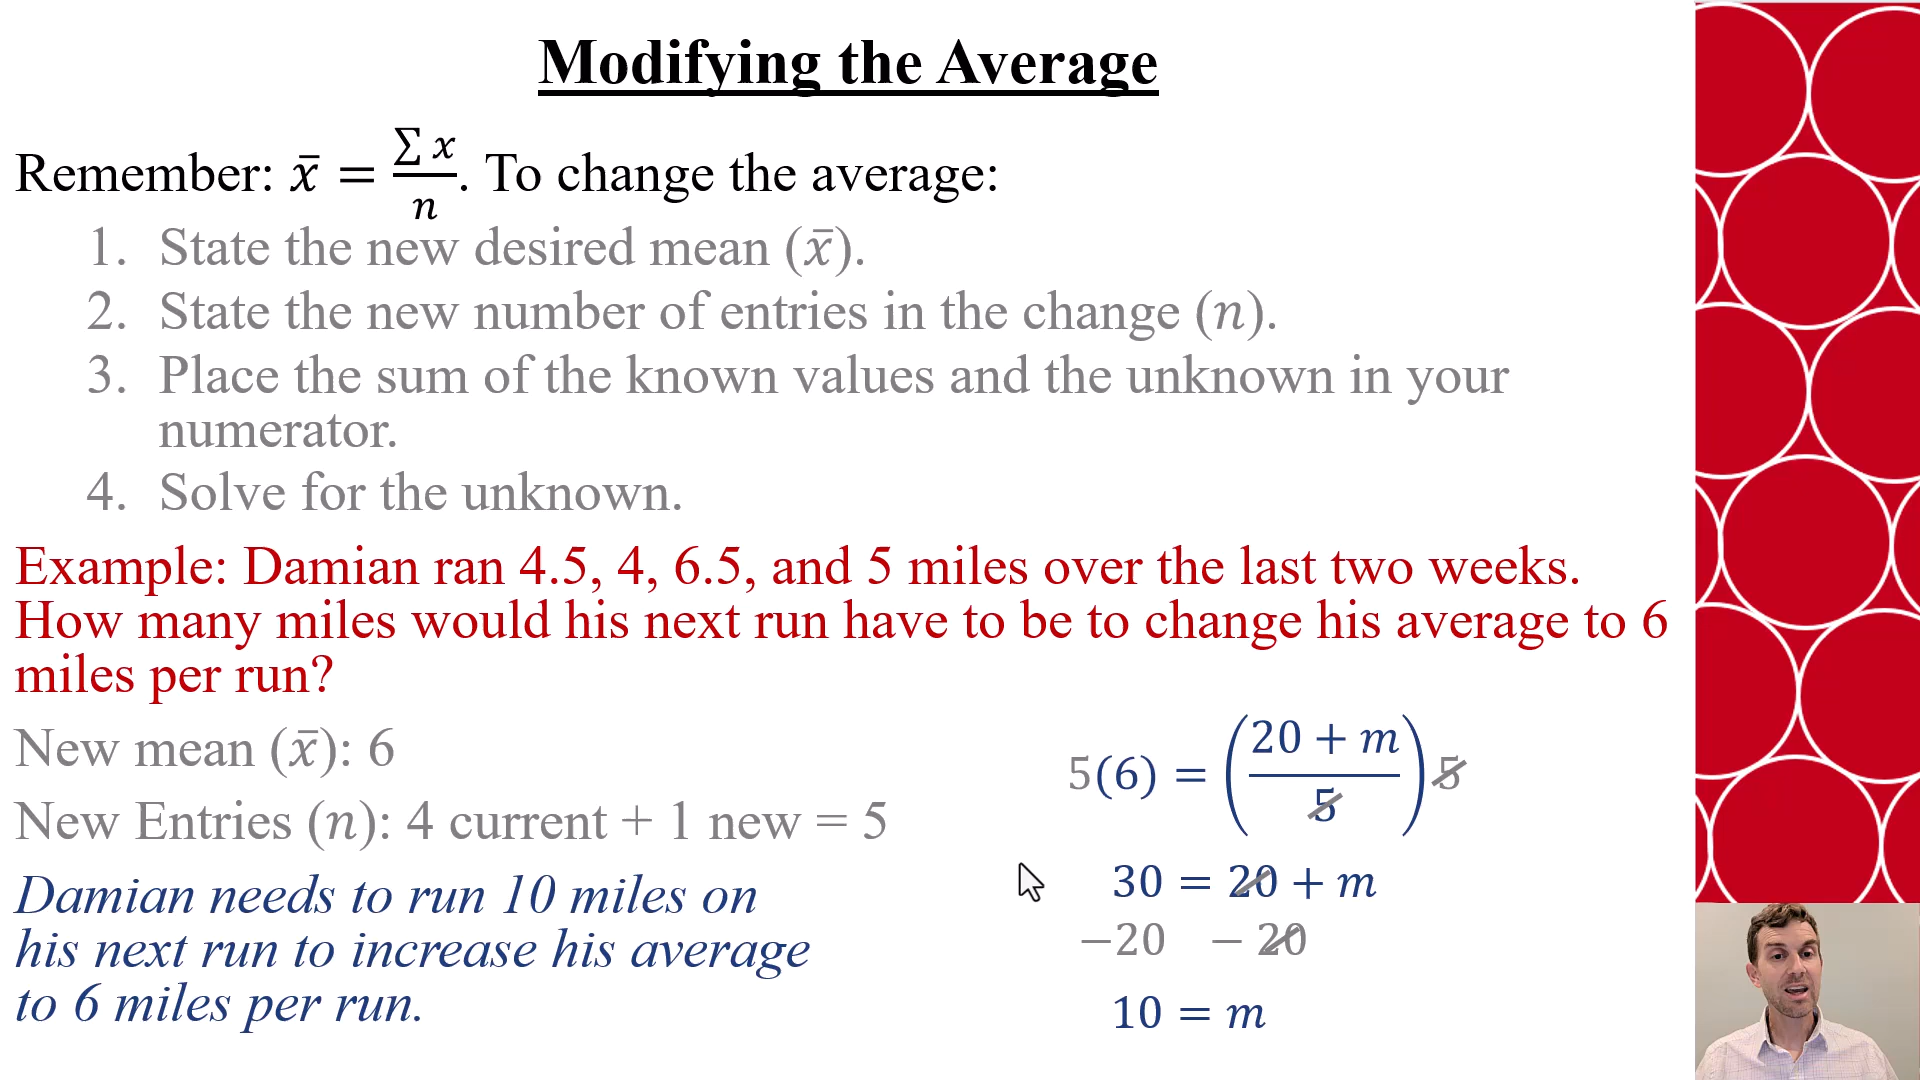 Modifying the Average
Remember: x̄ = ∑x/n. To change the average:
1. State the new desired mean (x̄).
2. State the new number of entries in the change (n).
3. Place the sum of the known values and the unknown in your
numerator.
4. Solve for the unknown.
Example: Damian ran 4.5, 4, 6.5, and 5 miles over the last two weeks.
How many miles would his next run have to be to change his average to 6
miles per run?
New mean (x̄): 6
New Entries (n): 4 current + 1 new = 5
Damian needs to run 10 miles on
his next run to increase his average
to 6 miles per run.
5(6) = ((20 + m)/5)5
30 = 20 + m
−20 − 20
10 = m